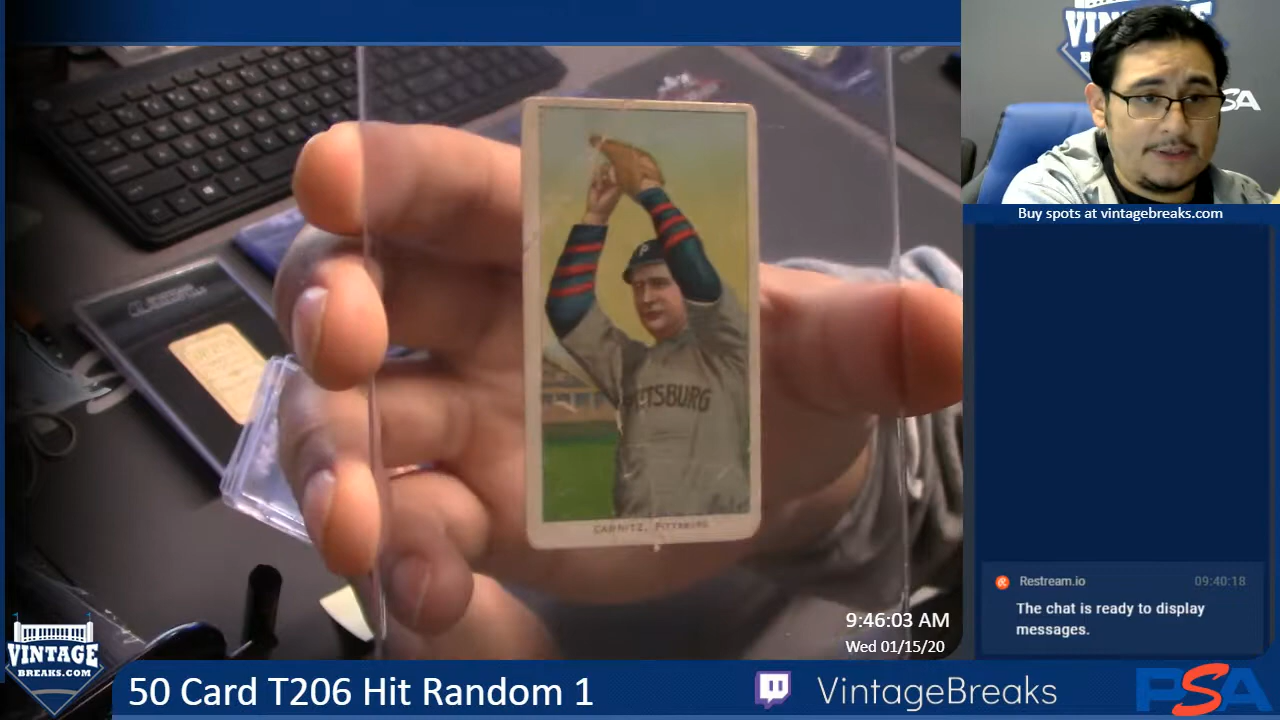 VINTAGE
SA
Buy spots at vintagebreaks.com
P
PITTSBURG
CAMNITZ, PITTSBURG
Restream.io 09:40:18
The chat is ready to display
messages.
9:46:03 AM
Wed 01/15/20
VINTAGE
BREAKS.COM
50 Card T206 Hit Random 1
VintageBreaks
PSA